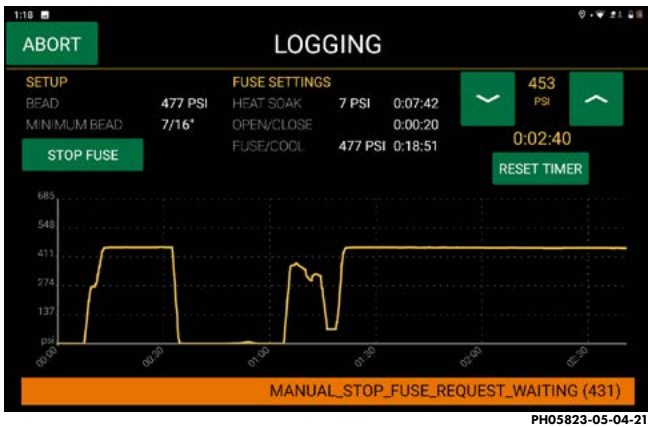 1:18
ABORT
LOGGING
SETUP
BEAD 477 PSI
MINIMUM BEAD 7/16"
STOP FUSE
FUSE SETTINGS
HEAT SOAK 7 PSI 0:07:42
OPEN/CLOSE 0:00:20
FUSE/COOL 477 PSI 0:18:51
453
PSI
0:02:40
RESET TIMER
685
548
411
274
137
psi
00:00 00:30 01:00 01:30 02:00 02:30
MANUAL_STOP_FUSE_REQUEST_WAITING (431)
PH05823-05-04-21